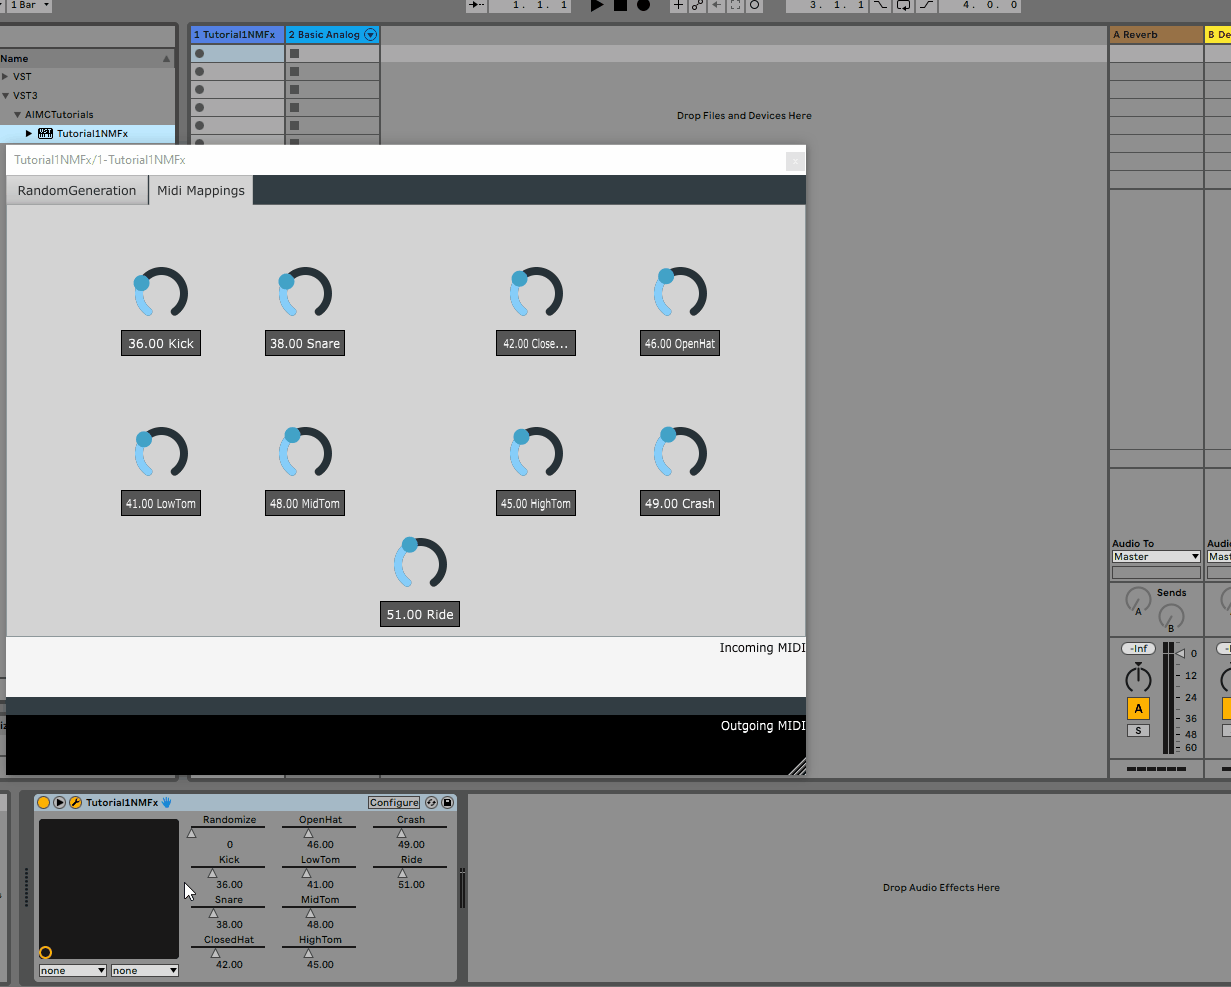 1 Bar
1. 1. 1
3. 1. 1
4. 0. 0
Name
VST
VST3
AIMCTutorials
Tutorial1NMFx
1 Tutorial1NMFx
2 Basic Analog
A Reverb
B De
Drop Files and Devices Here
Tutorial1NMFx/1-Tutorial1NMFx
x
RandomGeneration
Midi Mappings
36.00 Kick
38.00 Snare
42.00 Close...
46.00 OpenHat
41.00 LowTom
48.00 MidTom
45.00 HighTom
49.00 Crash
51.00 Ride
Incoming MIDI
Outgoing MIDI
Audio To
Audi
Master
Mast
Sends
A
B
-Inf
0
12
24
36
48
60
A
S
Tutorial1NMFx
Configure
none
none
Randomize
0
Kick
36.00
Snare
38.00
ClosedHat
42.00
OpenHat
46.00
LowTom
41.00
MidTom
48.00
HighTom
45.00
Crash
49.00
Ride
51.00
Drop Audio Effects Here